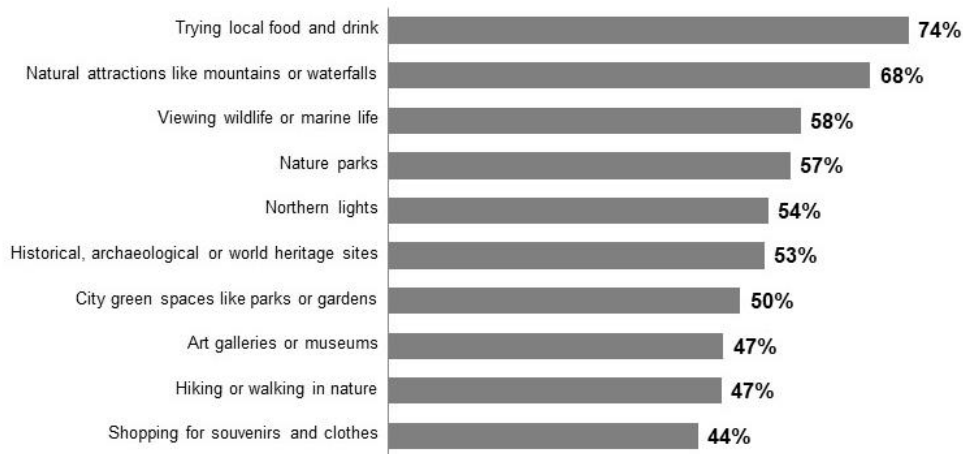 Trying local food and drink 74%
Natural attractions like mountains or waterfalls 68%
Viewing wildlife or marine life 58%
Nature parks 57%
Northern lights 54%
Historical, archaeological or world heritage sites 53%
City green spaces like parks or gardens 50%
Art galleries or museums 47%
Hiking or walking in nature 47%
Shopping for souvenirs and clothes 44%